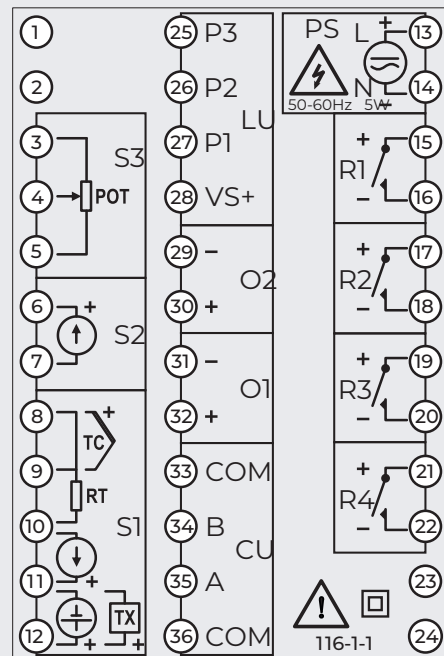 1
2
3
S3
4
POT
5
6
+
S2
7
8
+
TC
9
RT
10
S1
11
+
TX
12
+
+
25 P3
26 P2
LU
27 P1
28 VS+
29 –
O2
30 +
31 –
O1
32 +
33 COM
34 B
CU
35 A
36 COM
PS L + 13
N – 14
50-60Hz 5W
+ 15
R1
– 16
+ 17
R2
– 18
+ 19
R3
– 20
+ 21
R4
– 22
23
116-1-1
24